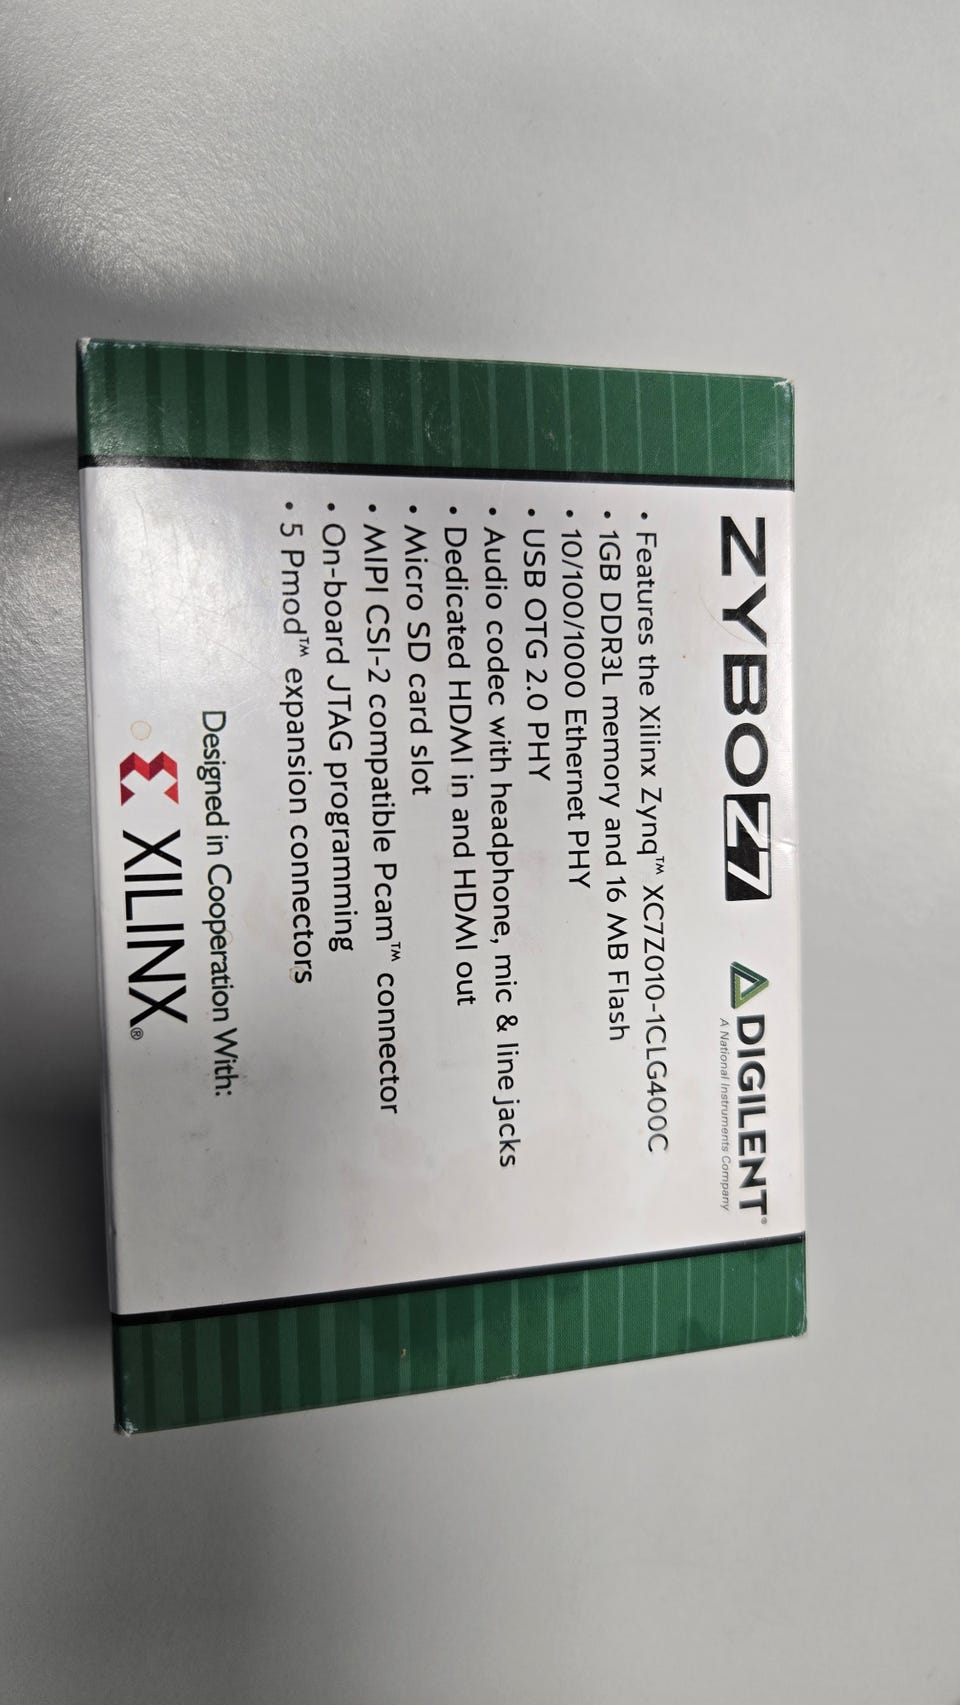 ZYBO Z7
DIGILENT®
A National Instruments Company
• Features the Xilinx Zynq™ XC7Z010-1CLG400C
• 1GB DDR3L memory and 16 MB Flash
• 10/100/1000 Ethernet PHY
• USB OTG 2.0 PHY
• Audio codec with headphone, mic & line jacks
• Dedicated HDMI in and HDMI out
• Micro SD card slot
• MIPI CSI-2 compatible Pcam™ connector
• On-board JTAG programming
• 5 Pmod™ expansion connectors
Designed in Cooperation With:
XILINX®